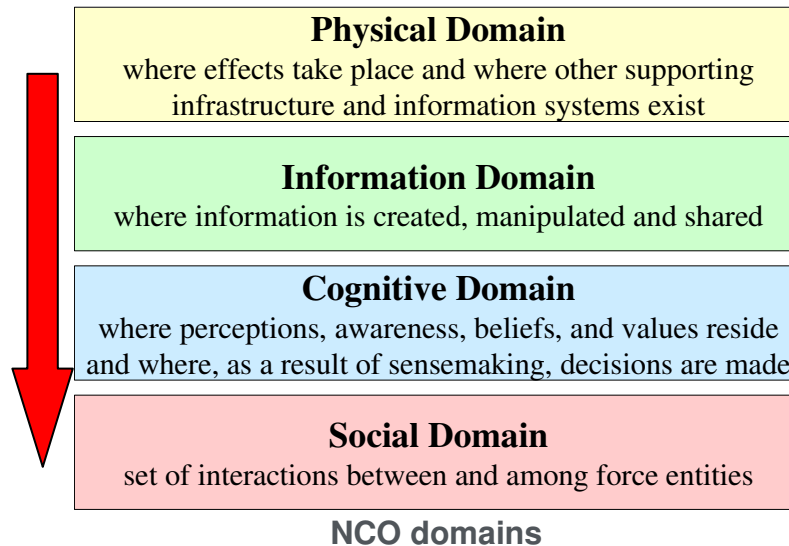 Physical Domain
where effects take place and where other supporting
infrastructure and information systems exist
Information Domain
where information is created, manipulated and shared
Cognitive Domain
where perceptions, awareness, beliefs, and values reside
and where, as a result of sensemaking, decisions are made
Social Domain
set of interactions between and among force entities
NCO domains